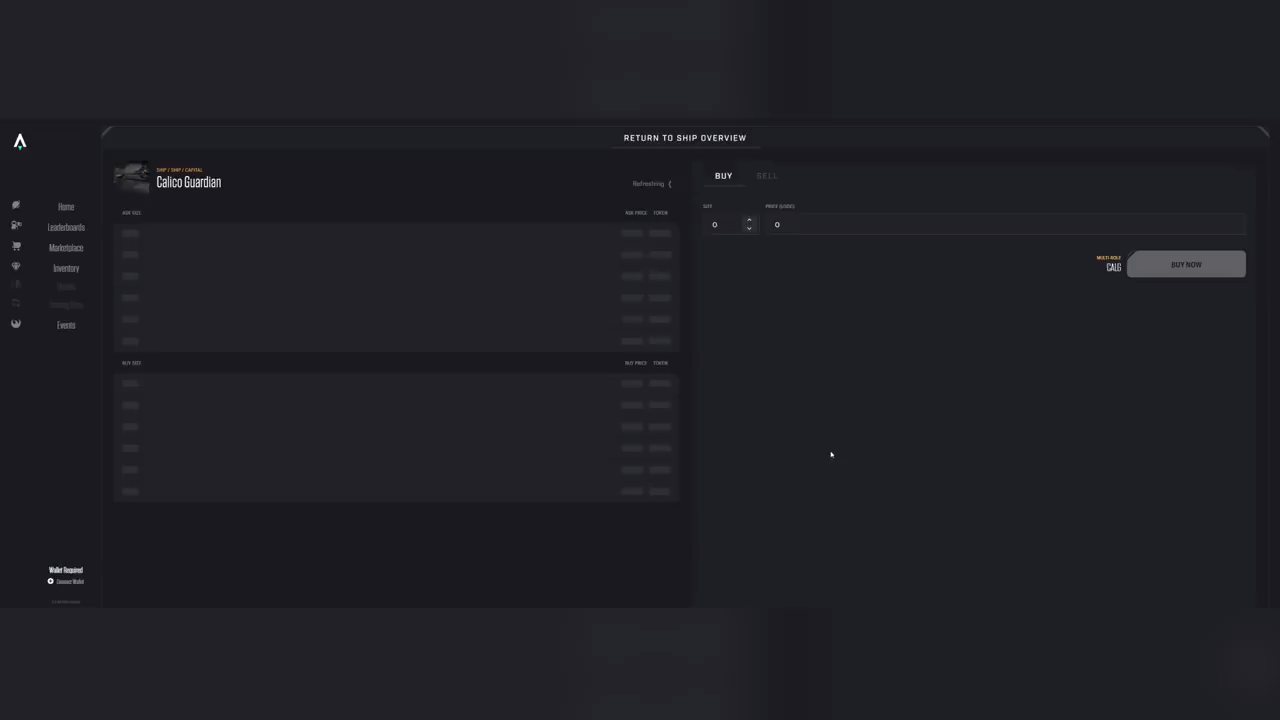 RETURN TO SHIP OVERVIEW
SHIP / SHIP / CAPITAL
Calico Guardian
Refreshing
BUY
SELL
Home
Leaderboards
Marketplace
Inventory
Events
ASK SIZE
ASK PRICE
TOKEN
SIZE
PRICE (USDC)
0
0
MULTI-ROLE
CALG
BUY NOW
BUY SIZE
BUY PRICE
TOKEN
Wallet Required
Connect Wallet